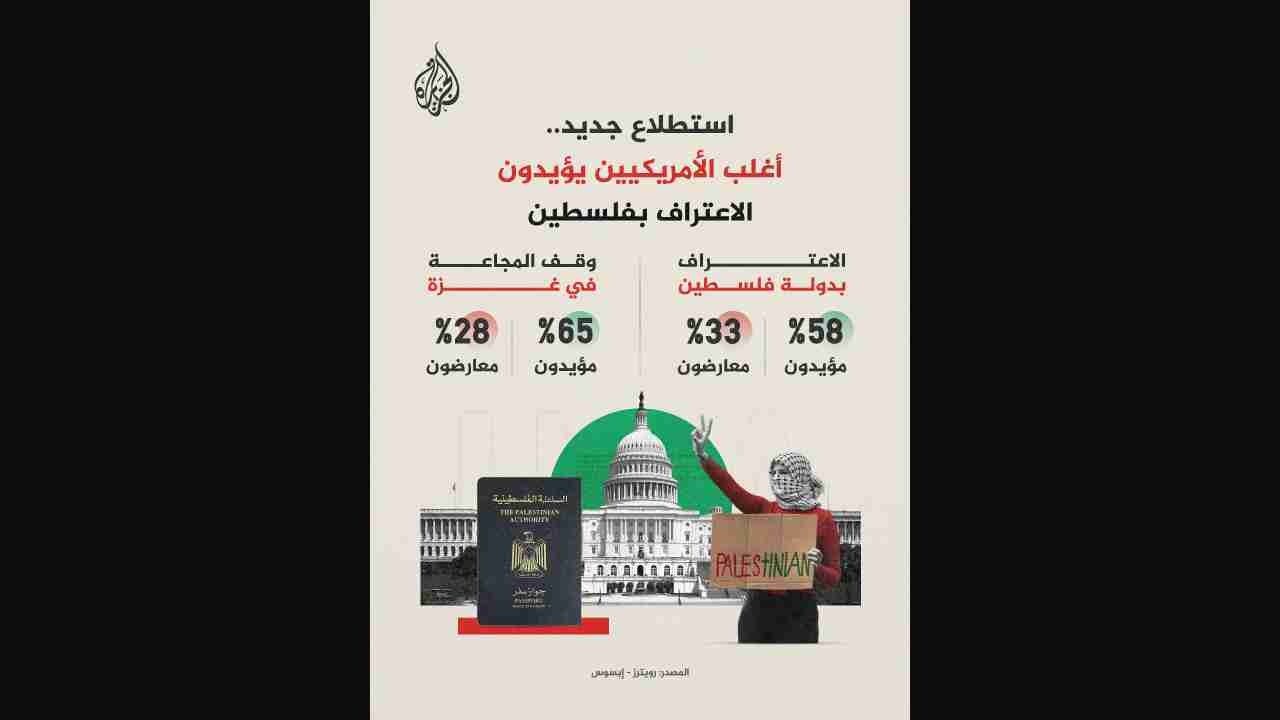 الجزيرة
استطلاع جديد..
أغلب الأمريكيين يؤيدون
الاعتراف بفلسطين
الاعتراف
بدولة فلسطين
%58
مؤيدون
%33
معارضون
وقف المجاعة
في غزة
%65
مؤيدون
%28
معارضون
السلطة الفلسطينية
THE PALESTINIAN
AUTHORITY
جواز سفر
PASSPORT
PALESTINIAN
المصدر: رويترز - إبسوس